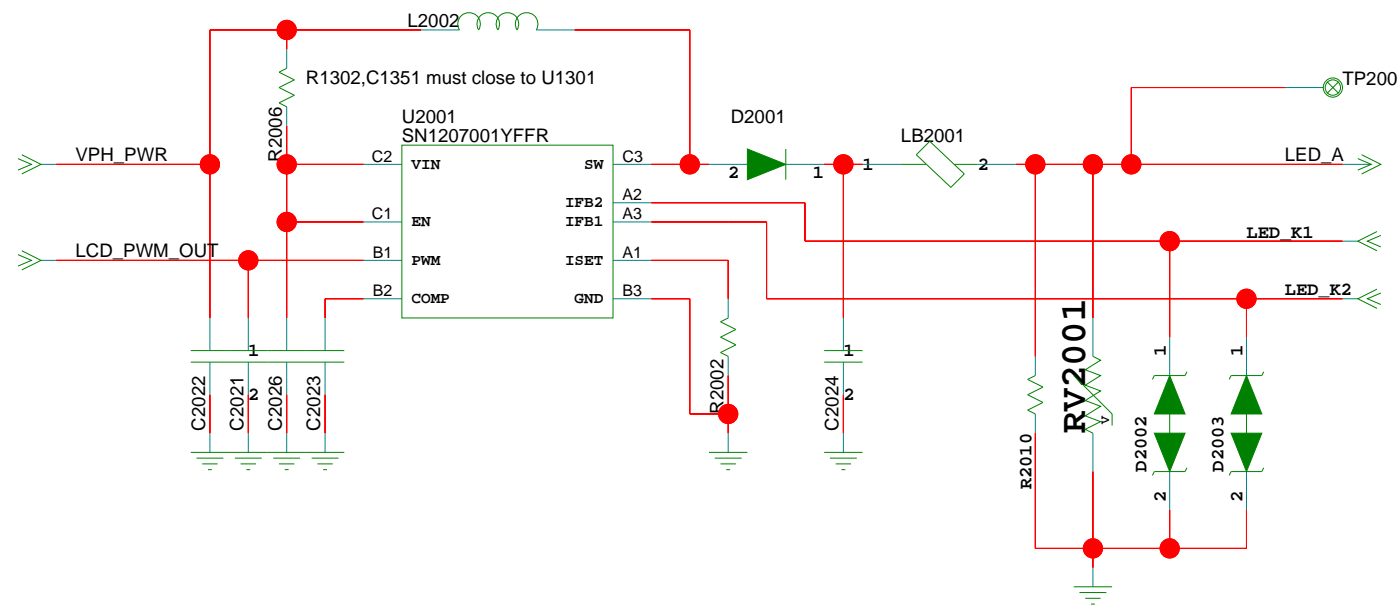 L2002
TP200
R1302,C1351 must close to U1301
R2006
U2001
SN1207001YFFR
D2001
LB2001
VPH_PWR
C2
VIN
SW
C3
2
1
1
2
LED_A
A2
IFB2
C1
EN
IFB1
A3
LED_K1
LCD_PWM_OUT
B1
PWM
ISET
A1
B2
COMP
GND
B3
LED_K2
RV2001
V
1
2
C2022
C2021
C2026
C2023
R2002
1
2
C2024
R2010
1
D2002
2
1
D2003
2